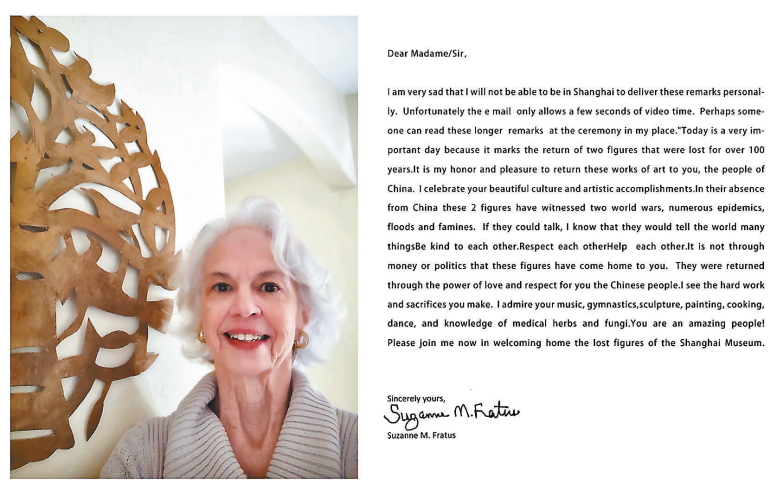 Dear Madame/Sir,
I am very sad that I will not be able to be in Shanghai to deliver these remarks personal-
ly. Unfortunately the e mail only allows a few seconds of video time. Perhaps some-
one can read these longer remarks at the ceremony in my place."Today is a very im-
portant day because it marks the return of two figures that were lost for over 100
years.It is my honor and pleasure to return these works of art to you, the people of
China. I celebrate your beautiful culture and artistic accomplishments.In their absence
from China these 2 figures have witnessed two world wars, numerous epidemics,
floods and famines. If they could talk, I know that they would tell the world many
thingsBe kind to each other.Respect each otherHelp each other.It is not through
money or politics that these figures have come home to you. They were returned
through the power of love and respect for you the Chinese people.I see the hard work
and sacrifices you make. I admire your music, gymnastics,sculpture, painting, cooking,
dance, and knowledge of medical herbs and fungi.You are an amazing people!
Please join me now in welcoming home the lost figures of the Shanghai Museum.
Sincerely yours,
Suzanne M. Fratus
Suzanne M. Fratus